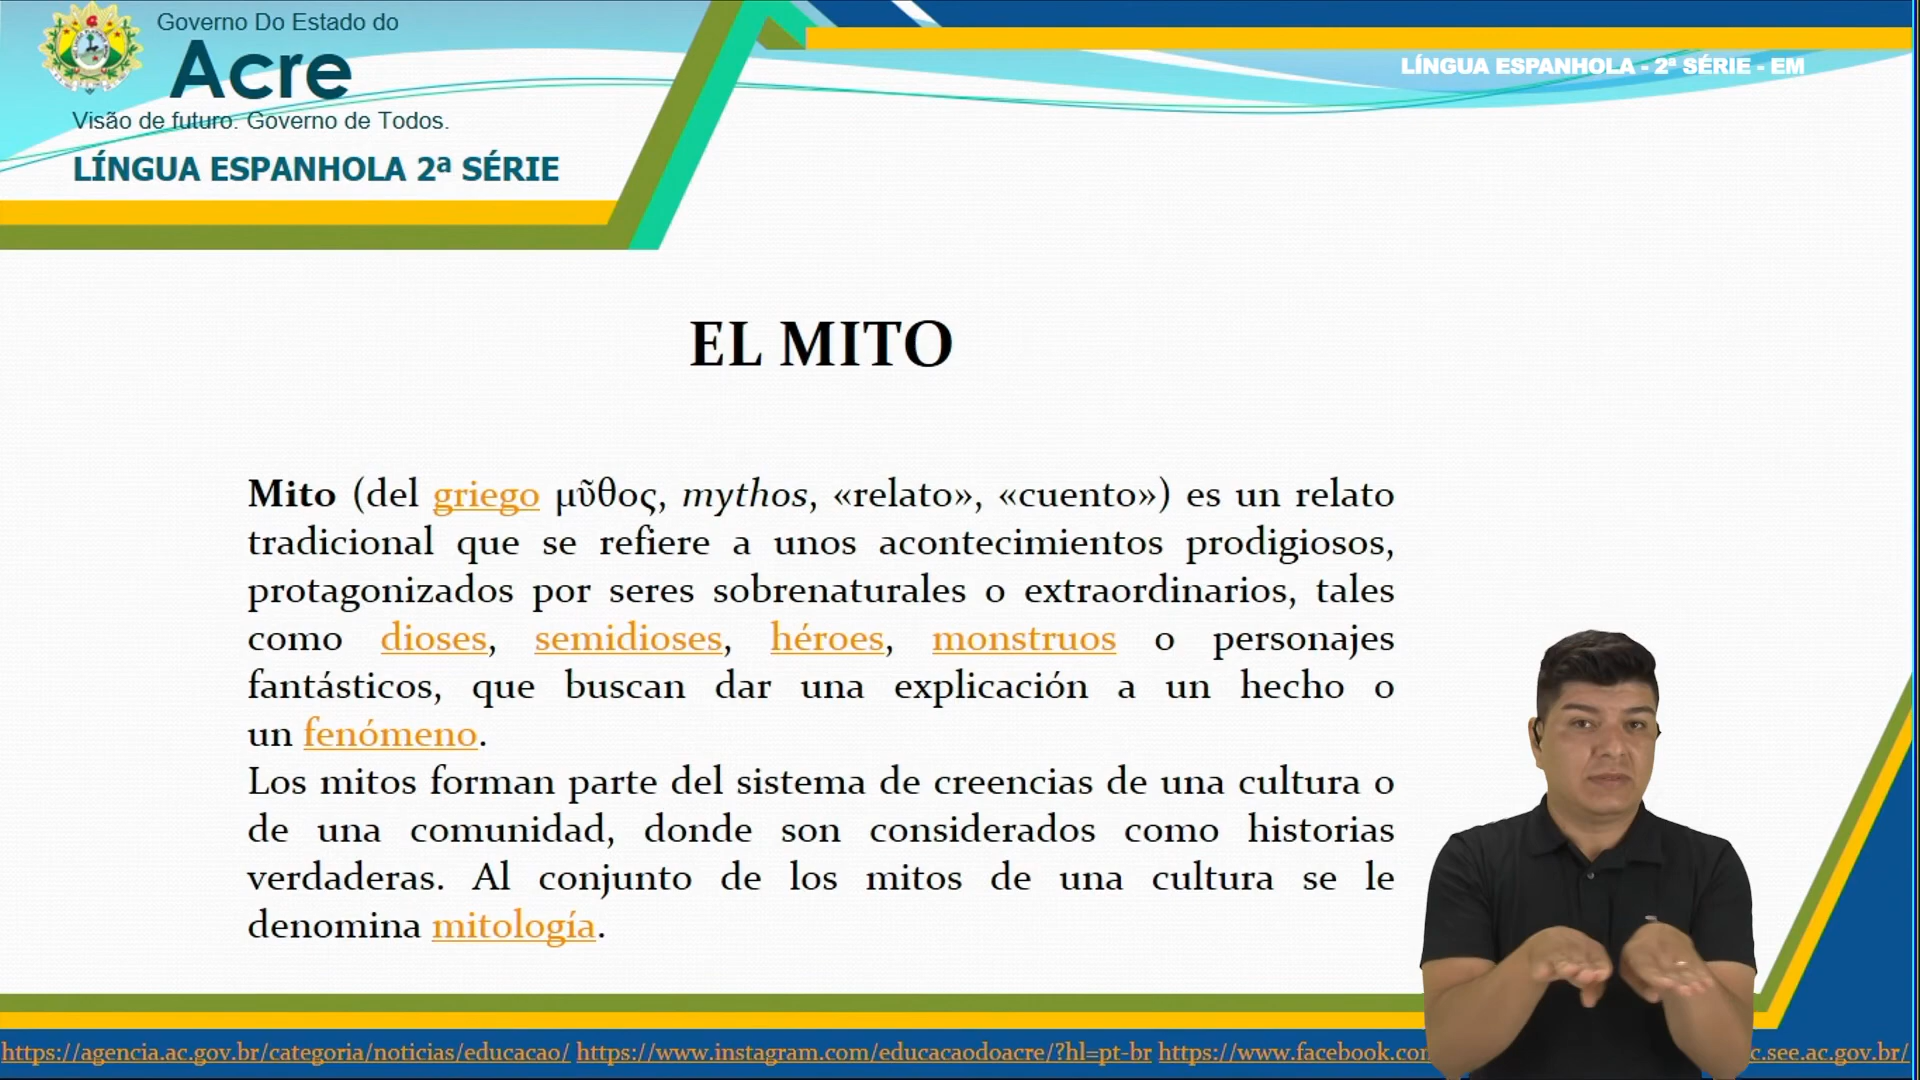 Governo Do Estado do
Acre
Visão de futuro. Governo de Todos.
LÍNGUA ESPANHOLA 2ª SÉRIE
LÍNGUA ESPANHOLA - 2ª SÉRIE - EM
EL MITO
Mito (del griego μῦθος, mythos, «relato», «cuento») es un relato
tradicional que se refiere a unos acontecimientos prodigiosos,
protagonizados por seres sobrenaturales o extraordinarios, tales
como dioses, semidioses, héroes, monstruos o personajes
fantásticos, que buscan dar una explicación a un hecho o
un fenómeno.
Los mitos forman parte del sistema de creencias de una cultura o
de una comunidad, donde son considerados como historias
verdaderas. Al conjunto de los mitos de una cultura se le
denomina mitología.
https://agencia.ac.gov.br/categoria/noticias/educacao/ https://www.instagram.com/educacaodoacre/?hl=pt-br https://www.facebook.co c.see.ac.gov.br/